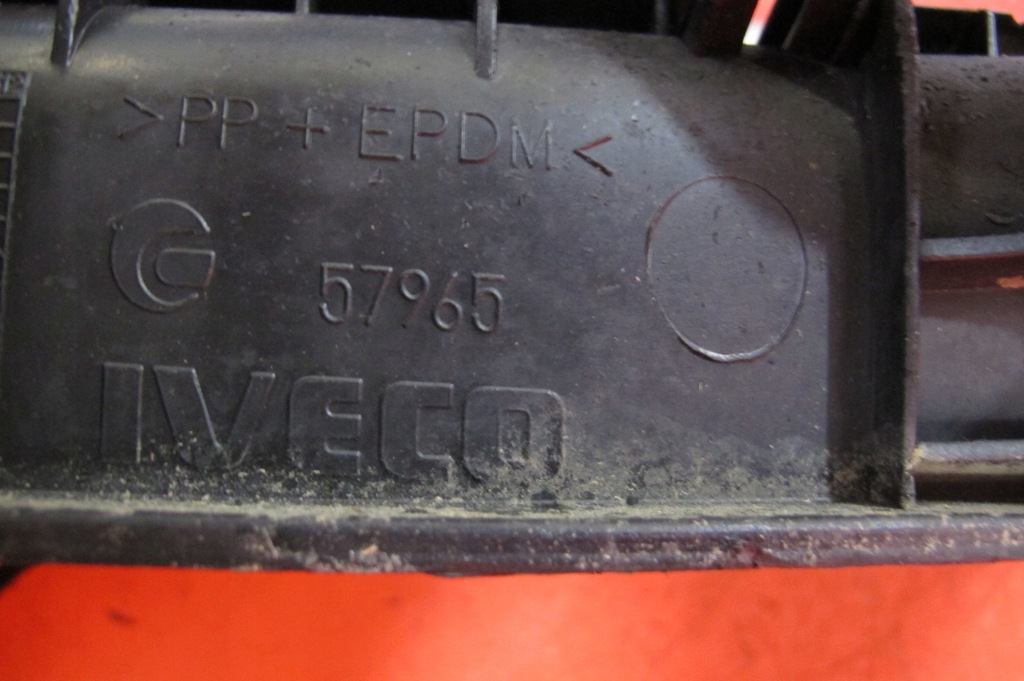 >PP + EPDM<
G
57965
IVECO